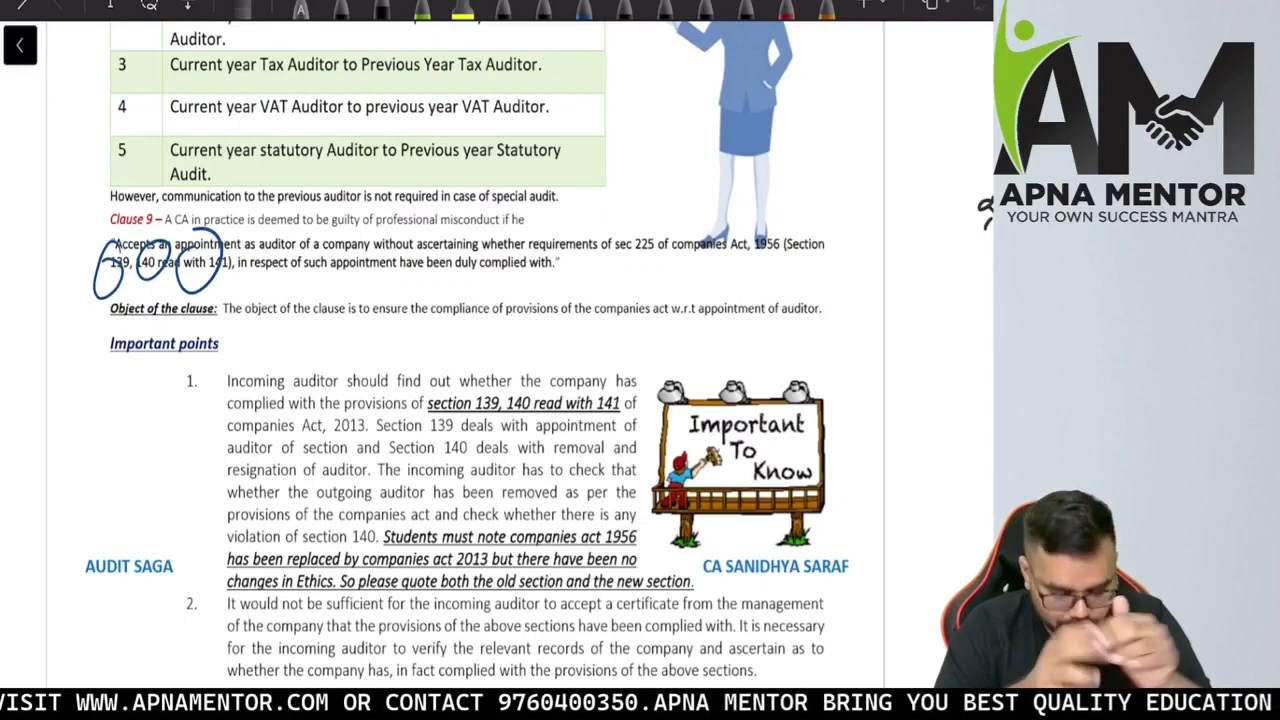 Auditor.
3 Current year Tax Auditor to Previous Year Tax Auditor.
4 Current year VAT Auditor to previous year VAT Auditor.
5 Current year statutory Auditor to Previous year Statutory
Audit.
However, communication to the previous auditor is not required in case of special audit.
Clause 9 – A CA in practice is deemed to be guilty of professional misconduct if he
"Accepts an appointment as auditor of a company without ascertaining whether requirements of sec 225 of companies Act, 1956 (Section
139, 140 read with 141), in respect of such appointment have been duly complied with."
600
Object of the clause: The object of the clause is to ensure the compliance of provisions of the companies act w.r.t appointment of auditor.
Important points
1. Incoming auditor should find out whether the company has
complied with the provisions of section 139, 140 read with 141 of
companies Act, 2013. Section 139 deals with appointment of
auditor of section and Section 140 deals with removal and
resignation of auditor. The incoming auditor has to check that
whether the outgoing auditor has been removed as per the
provisions of the companies act and check whether there is any
violation of section 140. Students must note companies act 1956
has been replaced by companies act 2013 but there have been no
changes in Ethics. So please quote both the old section and the new section.
Important
To
Know
AUDIT SAGA
CA SANIDHYA SARAF
2. It would not be sufficient for the incoming auditor to accept a certificate from the management
of the company that the provisions of the above sections have been complied with. It is necessary
for the incoming auditor to verify the relevant records of the company and ascertain as to
whether the company has, in fact complied with the provisions of the above sections.
AM
APNA MENTOR
YOUR OWN SUCCESS MANTRA
VISIT WWW.APNAMENTOR.COM OR CONTACT 9760400350.APNA MENTOR BRING YOU BEST QUALITY EDUCATION